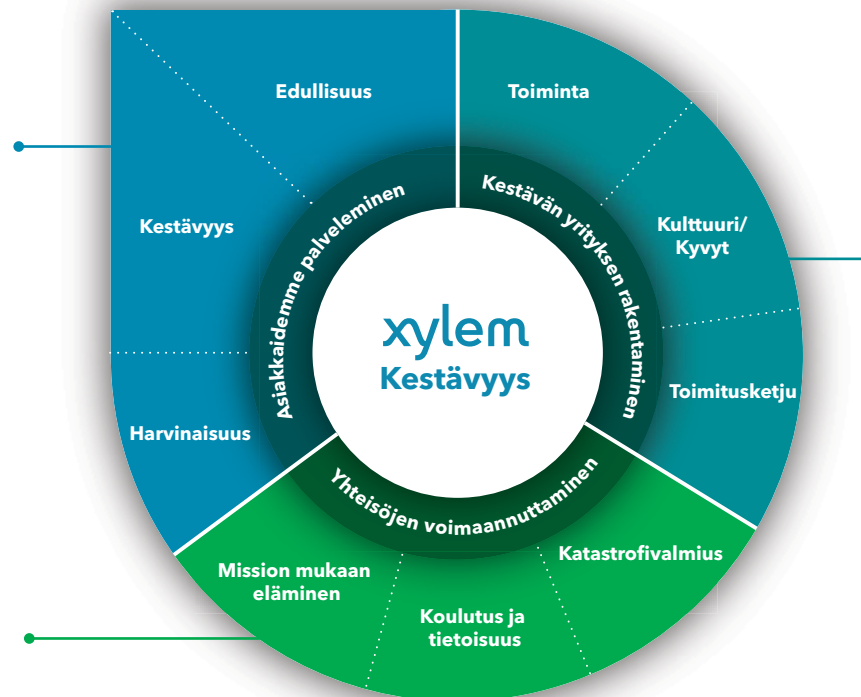 Edullisuus
Toiminta
Kestävyys
Kulttuuri/
Kyvyt
Asiakkaidemme palveleminen
Kestävän yrityksen rakentaminen
xylem
Kestävyys
Toimitusketju
Harvinaisuus
Yhteisöjen voimaannuttaminen
Katastrofivalmius
Mission mukaan
eläminen
Koulutus ja
tietoisuus